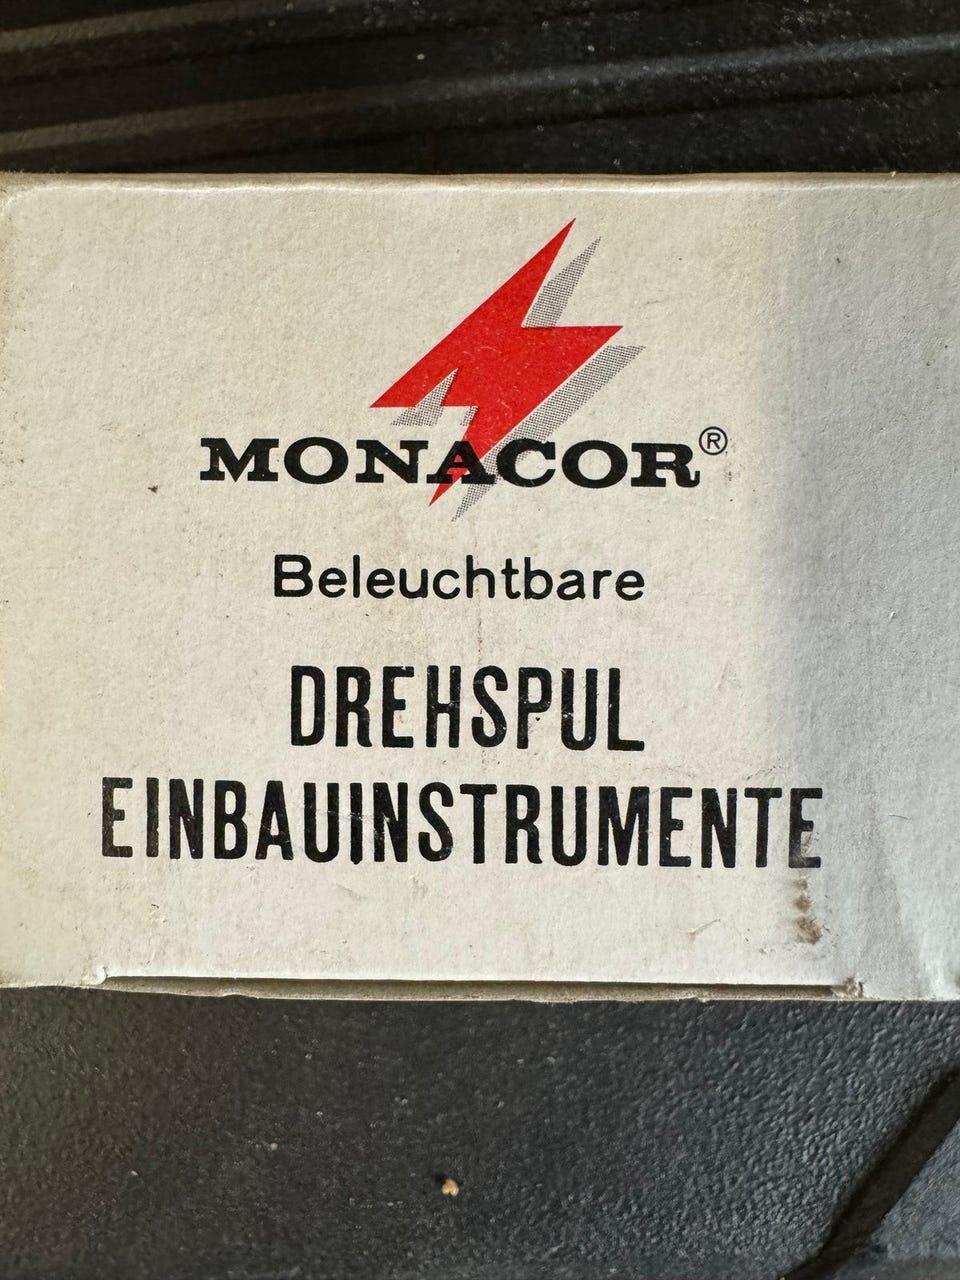 MONACOR®
Beleuchtbare
DREHSPUL
EINBAUINSTRUMENTE